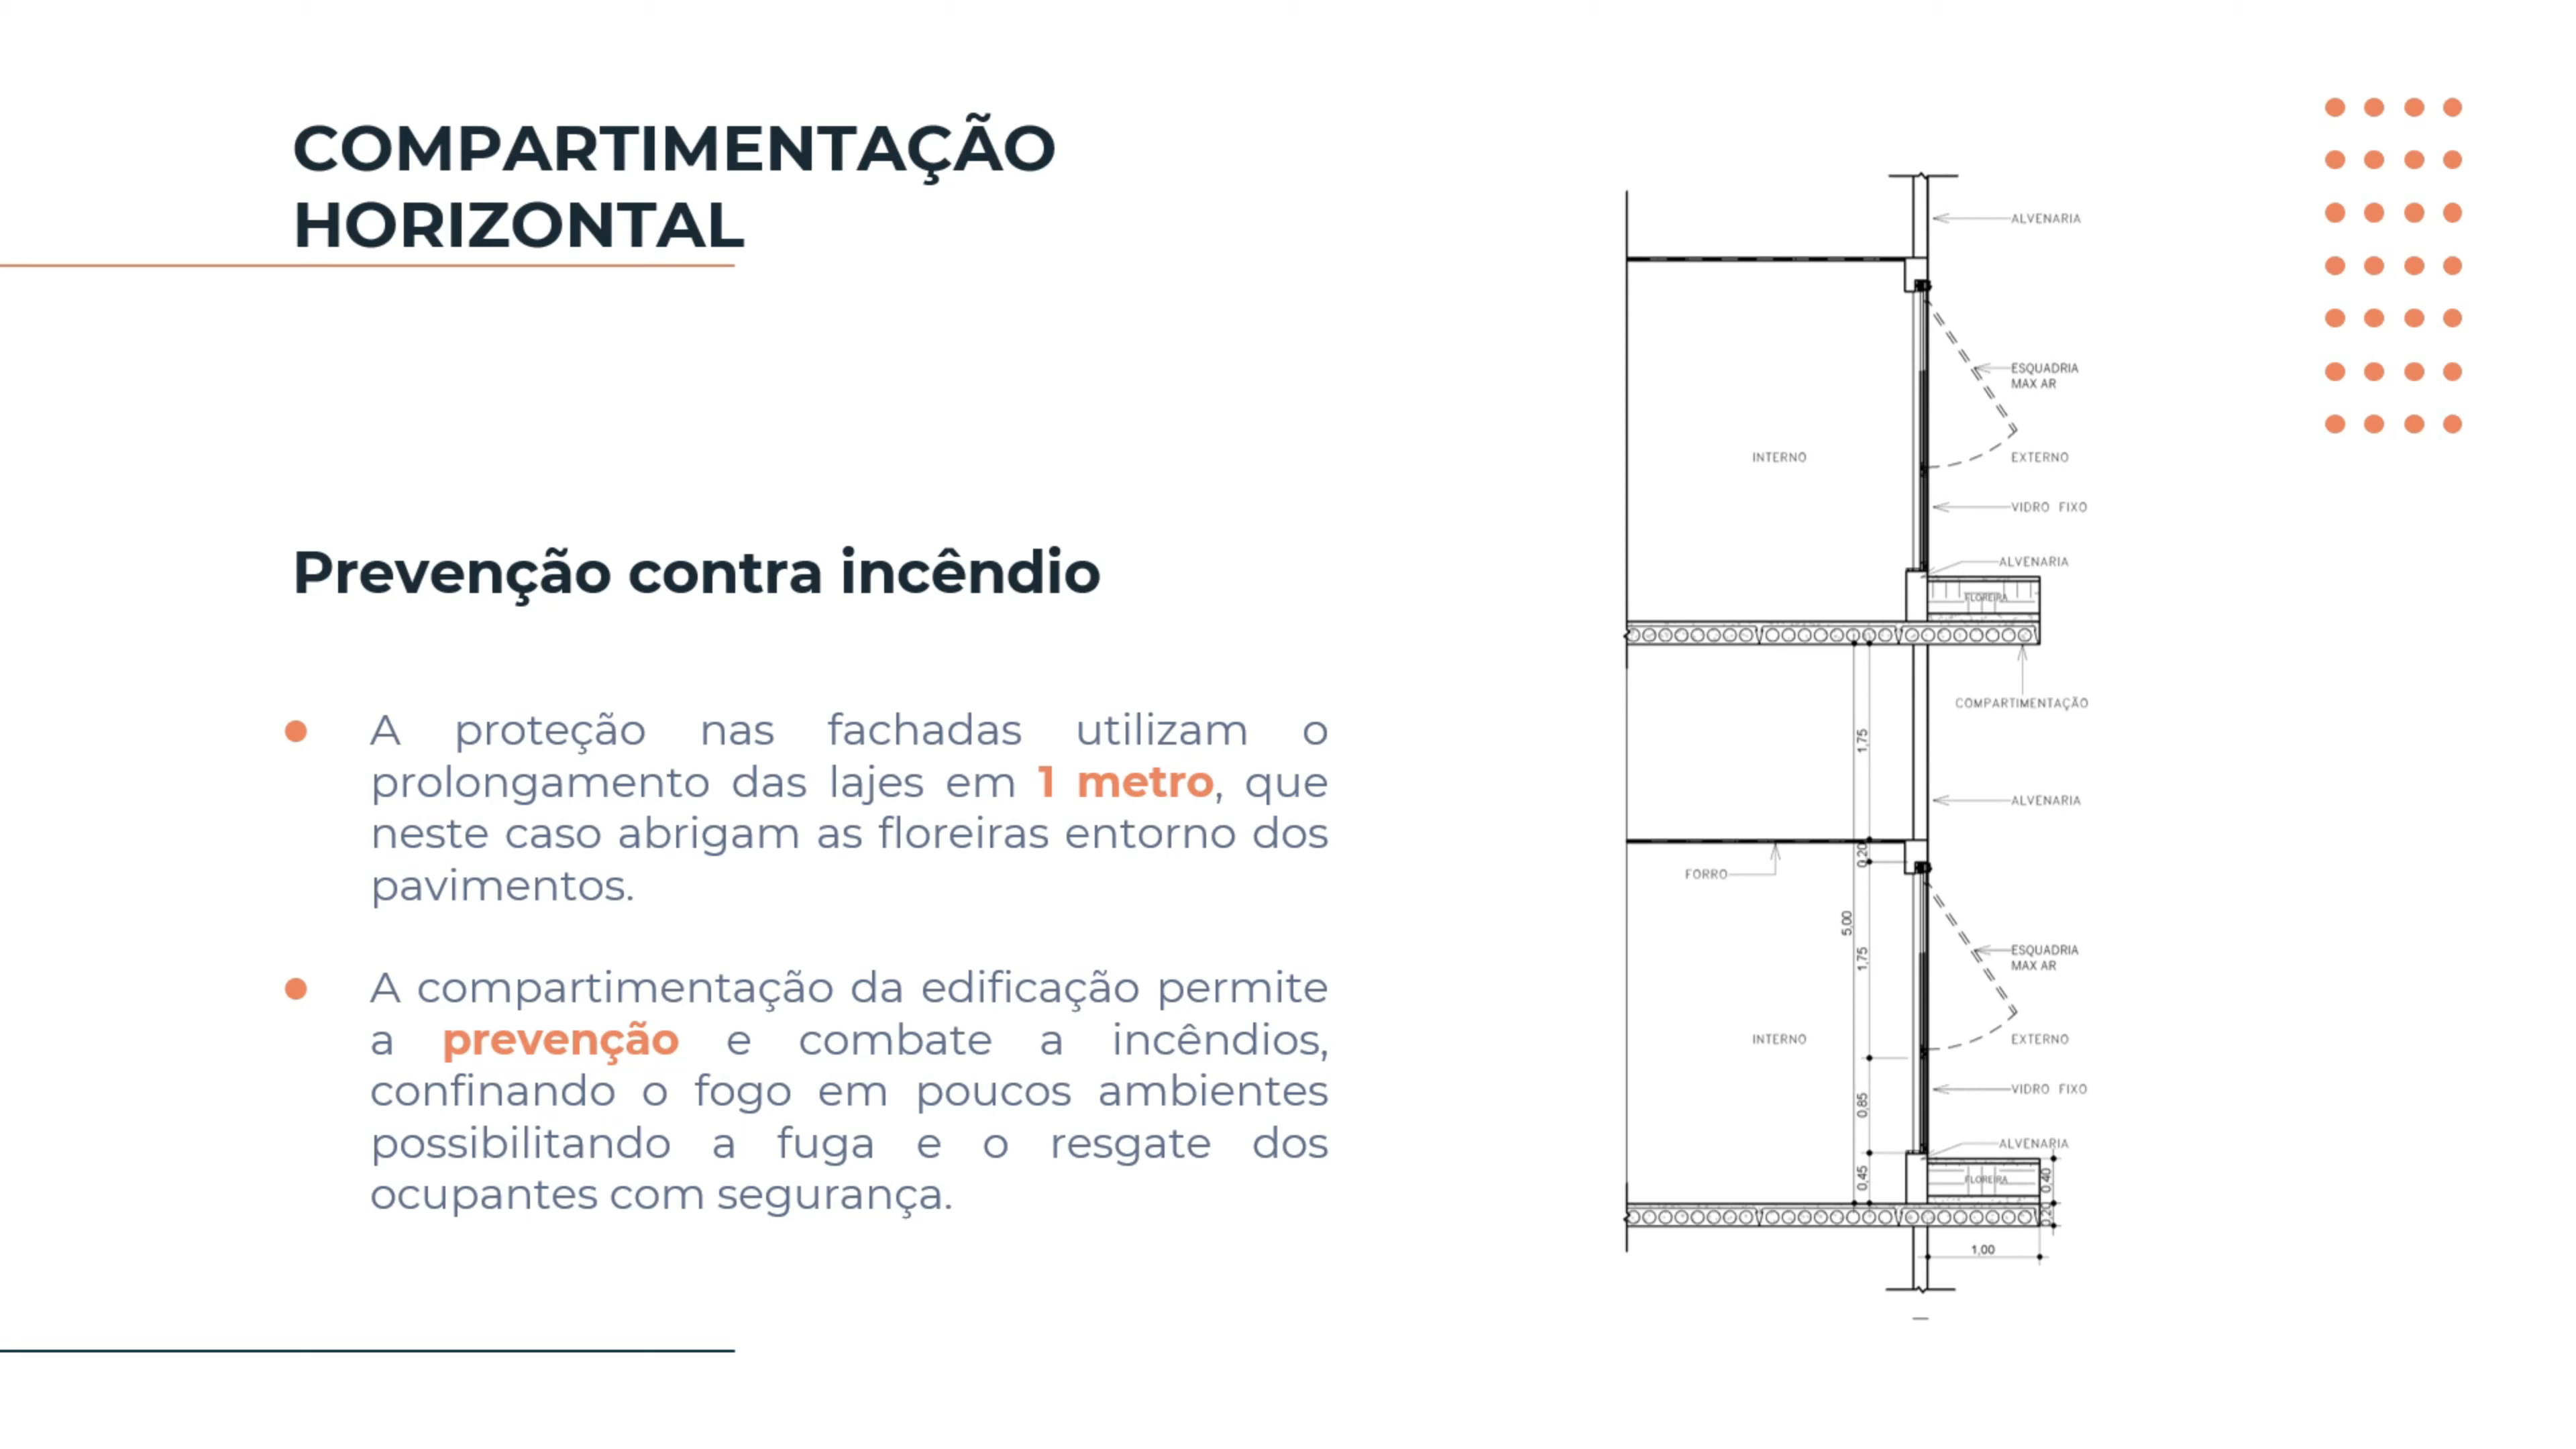 COMPARTIMENTAÇÃO
HORIZONTAL
Prevenção contra incêndio
A proteção nas fachadas utilizam o
prolongamento das lajes em 1 metro, que
neste caso abrigam as floreiras entorno dos
pavimentos.
A compartimentação da edificação permite
a prevenção e combate a incêndios,
confinando o fogo em poucos ambientes
possibilitando a fuga e o resgate dos
ocupantes com segurança.
ALVENARIA
ESQUADRIA
MAX AR
INTERNO
EXTERNO
VIDRO FIXO
ALVENARIA
FLOREIRA
COMPARTIMENTAÇÃO
1,75
ALVENARIA
0,20
FORRO
5,00
1,75
ESQUADRIA
MAX AR
INTERNO
EXTERNO
VIDRO FIXO
0,85
ALVENARIA
0,45
FLOREIRA
0,40
0,20
1,00